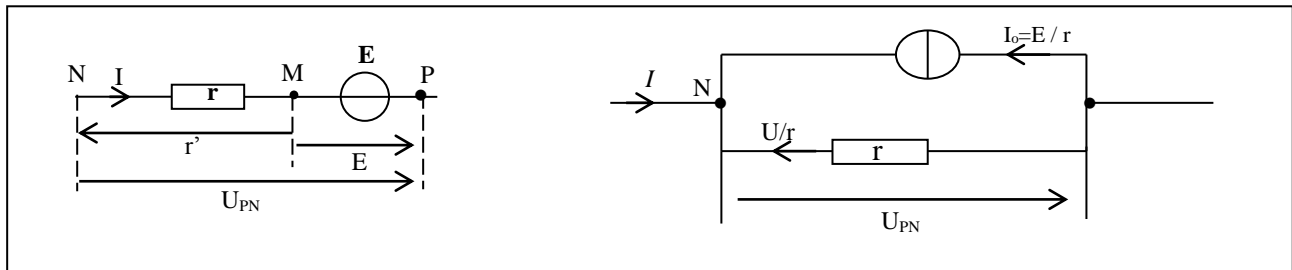 N I r M E P
r’
E
U_PN
I_o=E / r
I N
U/r
r
U_PN